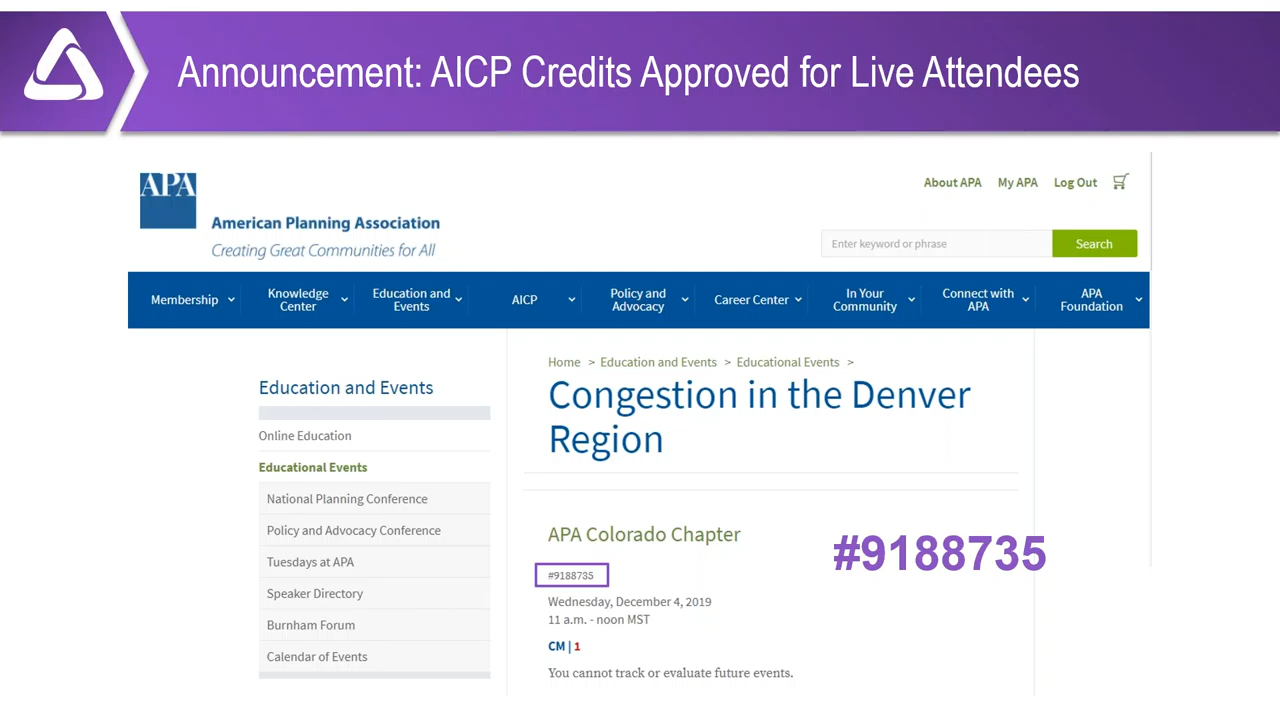 Announcement: AICP Credits Approved for Live Attendees
APA
American Planning Association
Creating Great Communities for All
About APA My APA Log Out
Enter keyword or phrase Search
Membership
Knowledge
Center
Education and
Events
AICP
Policy and
Advocacy
Career Center
In Your
Community
Connect with
APA
APA
Foundation
Education and Events
Online Education
Educational Events
National Planning Conference
Policy and Advocacy Conference
Tuesdays at APA
Speaker Directory
Burnham Forum
Calendar of Events
Home > Education and Events > Educational Events >
Congestion in the Denver
Region
APA Colorado Chapter
#9188735
#9188735
Wednesday, December 4, 2019
11 a.m. - noon MST
CM | 1
You cannot track or evaluate future events.